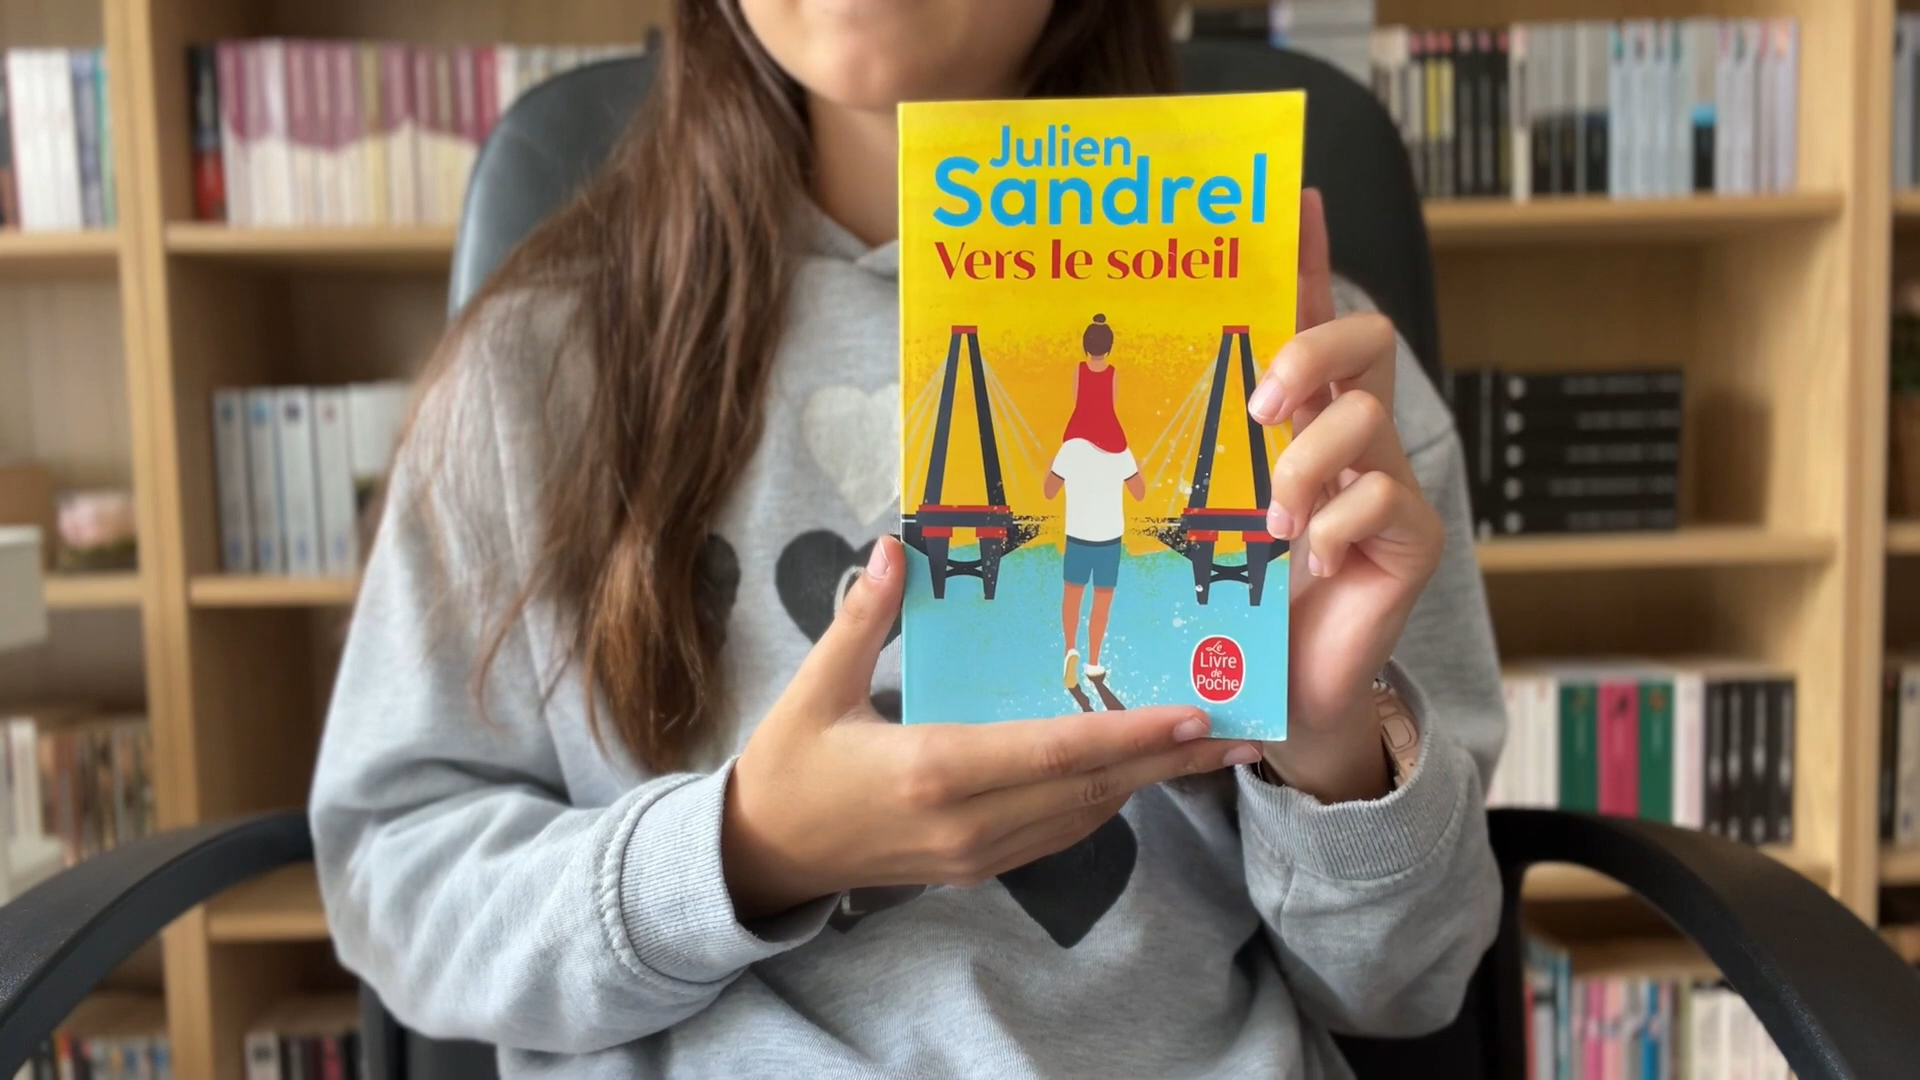 Julien
Sandrel
Vers le soleil
Le
Livre
de
Poche